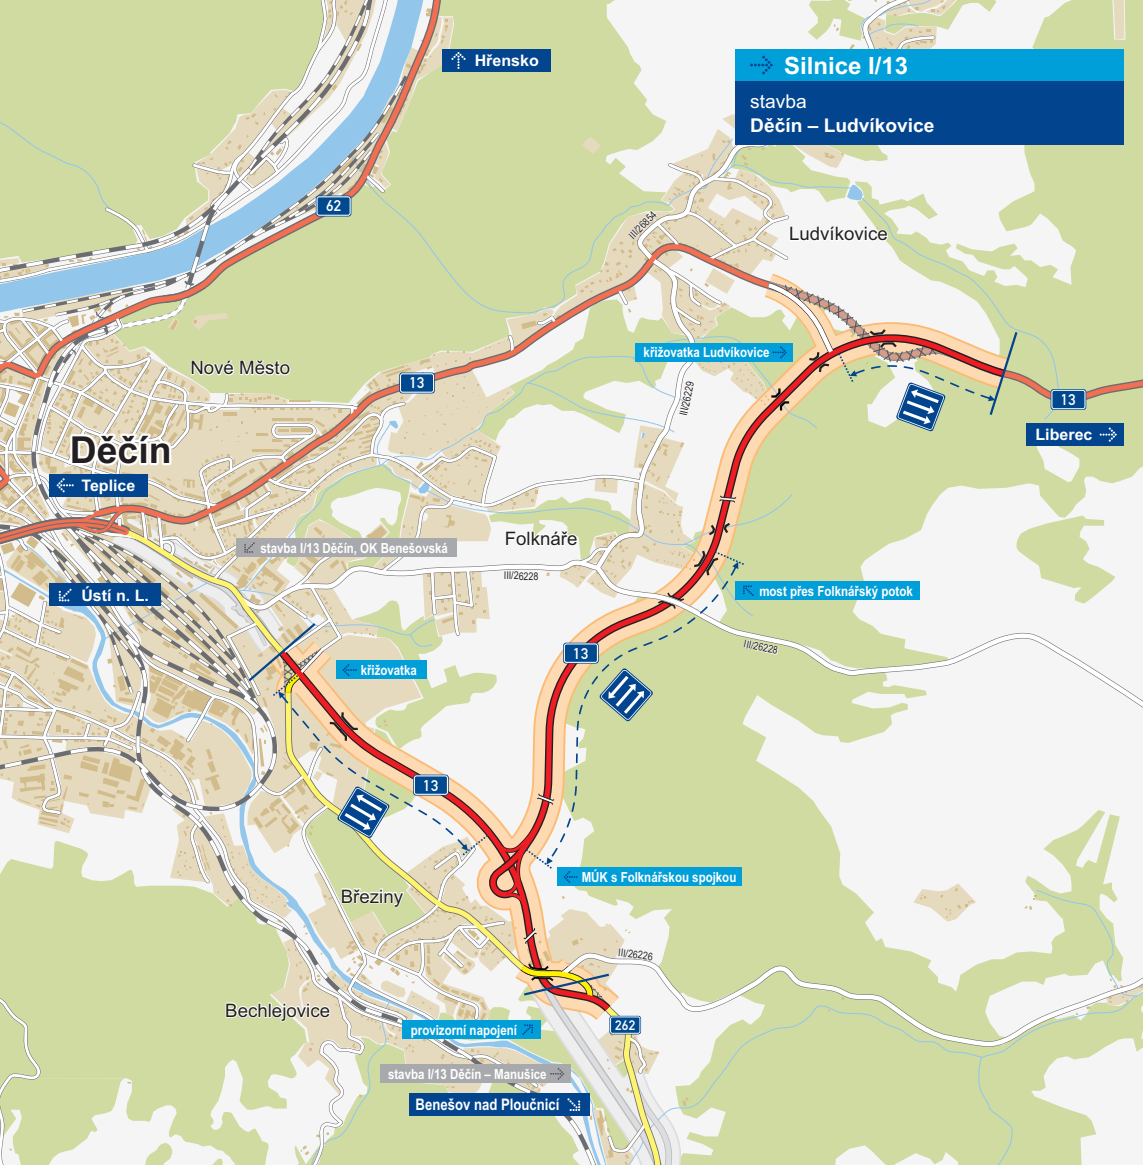 Hřensko
Silnice I/13
stavba
Děčín – Ludvíkovice
62
III/26854
Ludvíkovice
křižovatka Ludvíkovice
Nové Město
13
III/26229
13
Liberec
Děčín
Teplice
Folknáře
stavba I/13 Děčín, OK Benešovská
III/26228
most přes Folknářský potok
Ústí n. L.
III/26228
13
křižovatka
13
MÚK s Folknářskou spojkou
Březiny
III/26226
Bechlejovice
262
provizorní napojení
stavba I/13 Děčín – Manušice
Benešov nad Ploučnicí